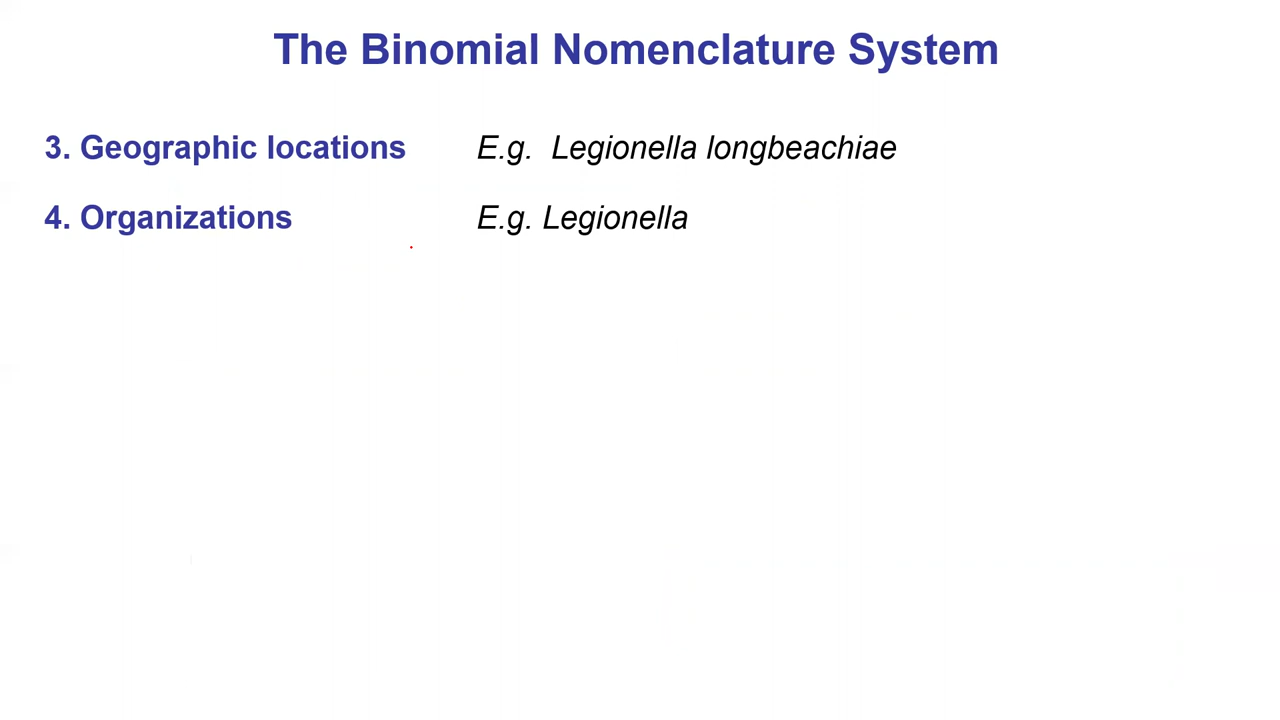 The Binomial Nomenclature System
3. Geographic locations E.g. Legionella longbeachiae
4. Organizations E.g. Legionella